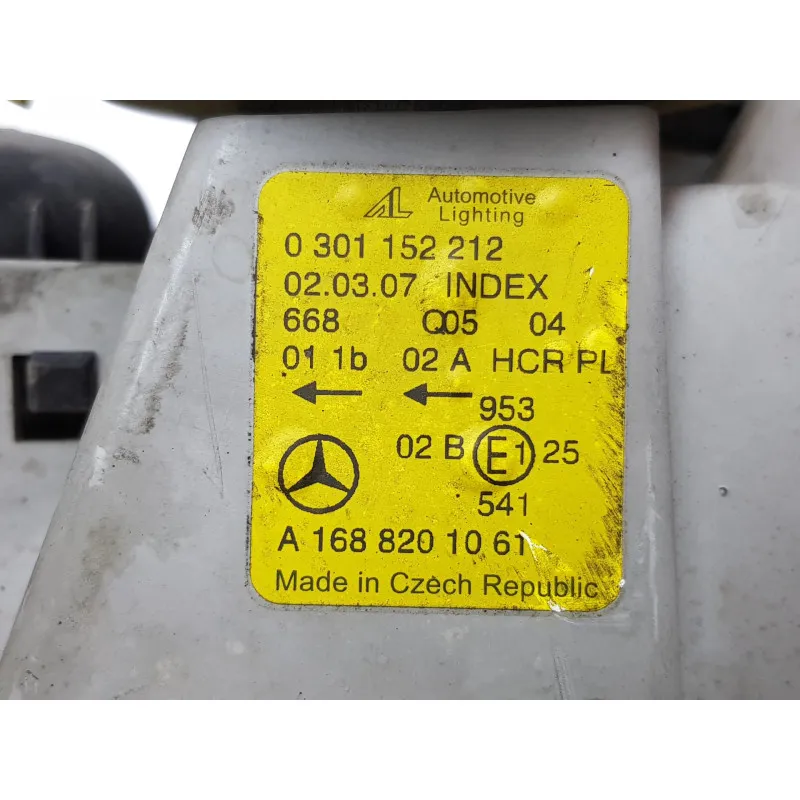 AL Automotive
Lighting
0 301 152 212
02.03.07 INDEX
668 Q05 04
01 1b 02 A HCR PL
953
02 B E1 25
541
A 168 820 10 61
Made in Czech Republic